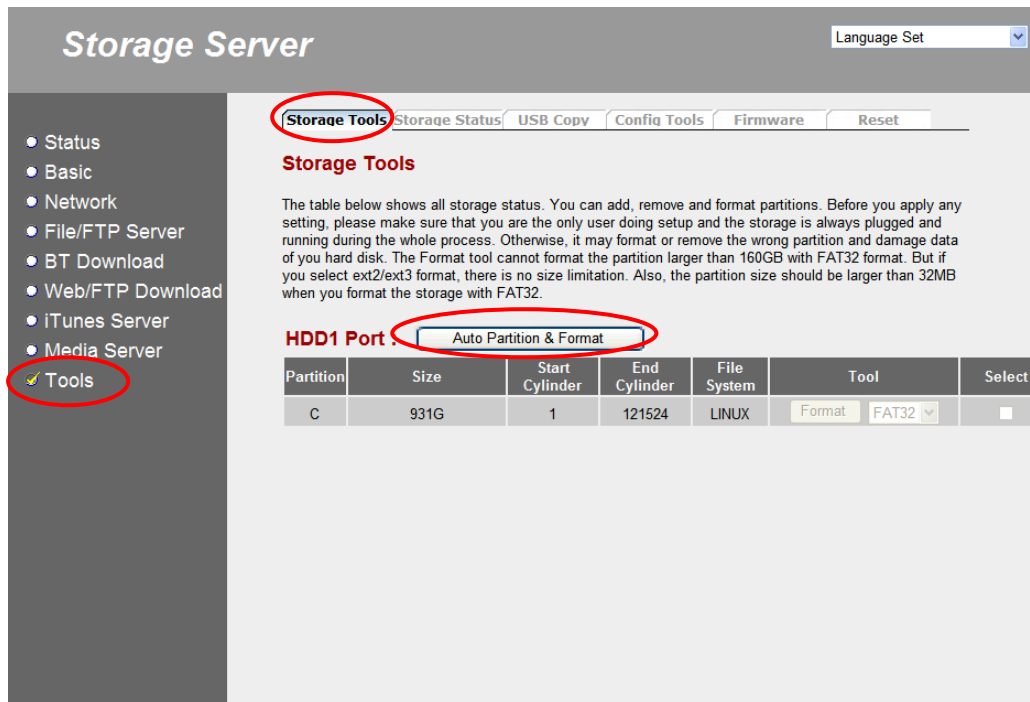 Storage Server
Language Set
Status
Basic
Network
File/FTP Server
BT Download
Web/FTP Download
iTunes Server
Media Server
Tools
Storage Tools Storage Status USB Copy Config Tools Firmware Reset
Storage Tools
The table below shows all storage status. You can add, remove and format partitions. Before you apply any
setting, please make sure that you are the only user doing setup and the storage is always plugged and
running during the whole process. Otherwise, it may format or remove the wrong partition and damage data
of you hard disk. The Format tool cannot format the partition larger than 160GB with FAT32 format. But if
you select ext2/ext3 format, there is no size limitation. Also, the partition size should be larger than 32MB
when you format the storage with FAT32.
HDD1 Port : Auto Partition & Format
Partition Size Start Cylinder End Cylinder File System Tool Select
C 931G 1 121524 LINUX Format FAT32